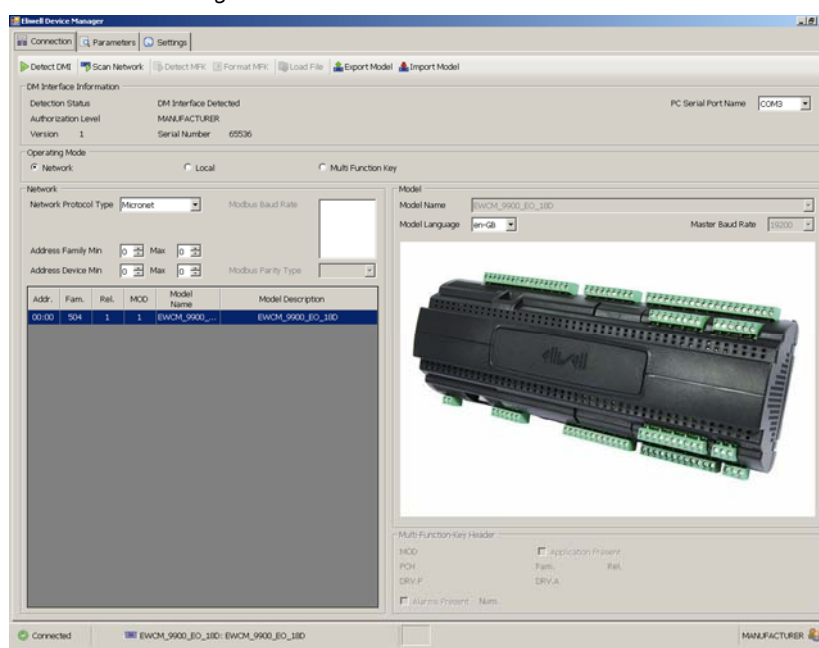 Eliwell Device Manager
Connection Parameters Settings
Detect DMI Scan Network Detect MFK Format MFK Load File Export Model Import Model
DM Interface Information
Detection Status DM Interface Detected PC Serial Port Name COM3
Authorization Level MANUFACTURER
Version 1 Serial Number 65536
Operating Mode
Network Local Multi Function Key
Network Model
Network Protocol Type Micronet Modbus Baud Rate Model Name EWCM_9900_EO_18D
Model Language en-GB Master Baud Rate 19200
Address Family Min 0 Max 0
Address Device Min 0 Max 0 Modbus Parity Type
Addr. Fam. Rel. MOD Model Name Model Description
00:00 504 1 1 EWCM_9900_... EWCM_9900_EO_18D
eliwell
Multi-Function-Key Header
MOD Application Present
PCH Fam. Rel.
DRV.P DRV.A
Alarms Present Num.
Connected EWCM_9900_EO_18D: EWCM_9900_EO_18D MANUFACTURER